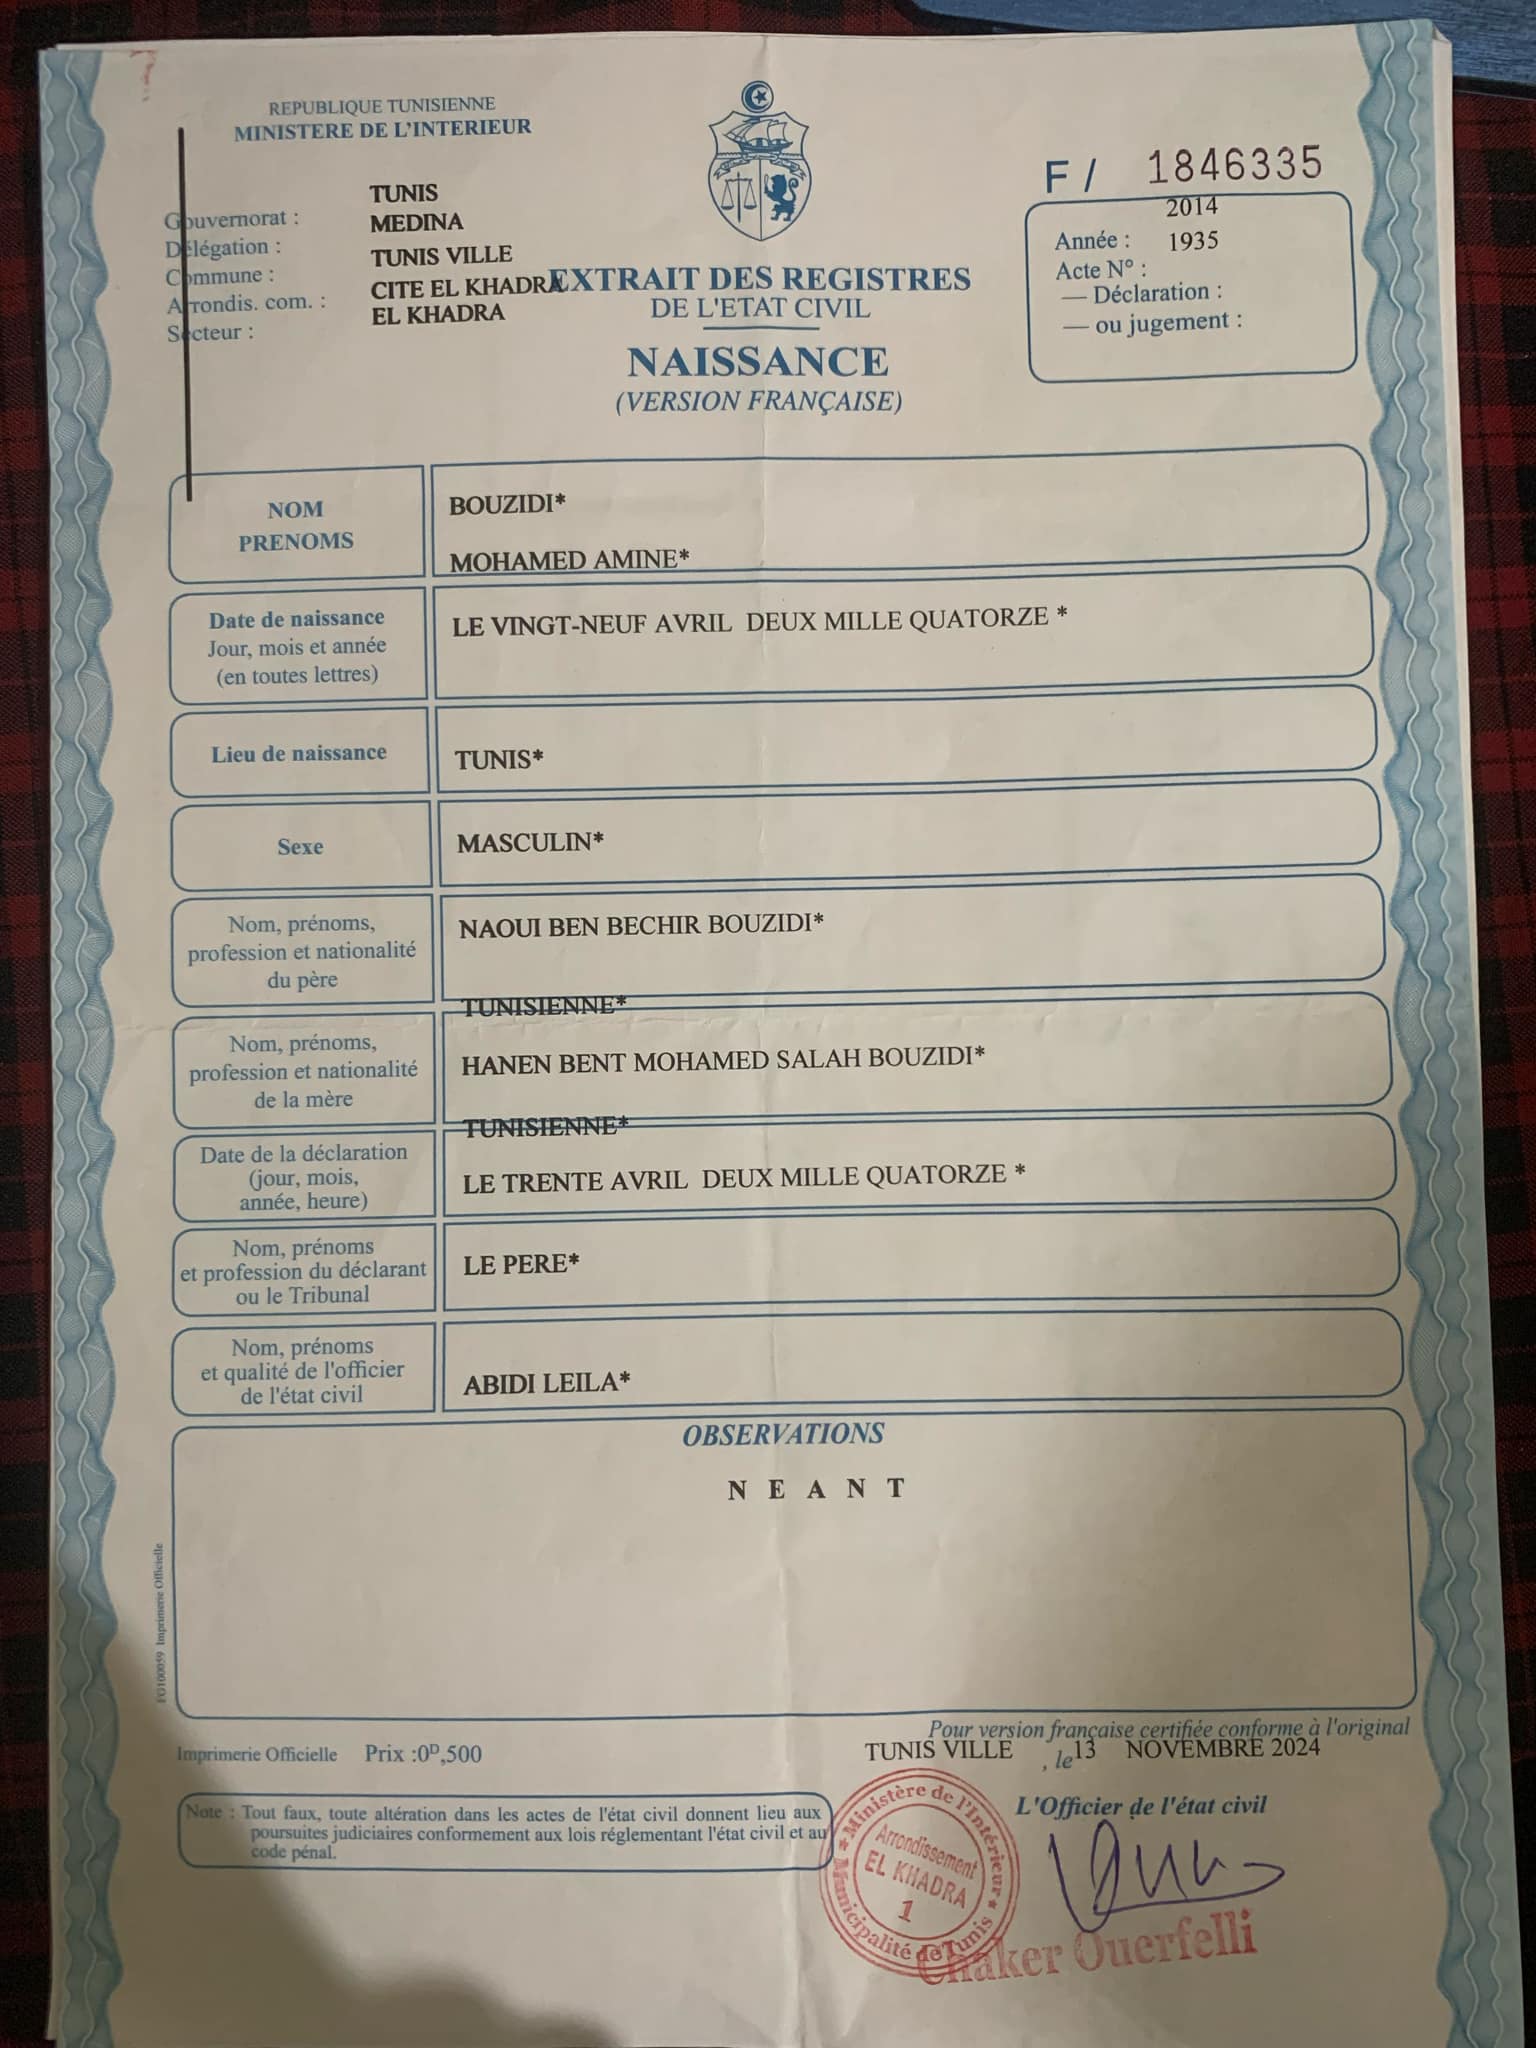 REPUBLIQUE TUNISIENNE
MINISTERE DE L'INTERIEUR
F / 1846335
TUNIS
Gouvernorat :
MEDINA
Délégation :
TUNIS VILLE
Commune :
CITE EL KHADRA
Arrondis. com. :
EL KHADRA
Secteur :
2014
Année :
1935
Acte N° :
— Déclaration :
— ou jugement :
EXTRAIT DES REGISTRES
DE L'ETAT CIVIL
NAISSANCE
(VERSION FRANÇAISE)
NOM
PRENOMS
BOUZIDI*
MOHAMED AMINE*
Date de naissance
Jour, mois et année
(en toutes lettres)
LE VINGT-NEUF AVRIL DEUX MILLE QUATORZE *
Lieu de naissance
TUNIS*
Sexe
MASCULIN*
Nom, prénoms,
profession et nationalité
du père
NAOUI BEN BECHIR BOUZIDI*
TUNISIENNE*
Nom, prénoms,
profession et nationalité
de la mère
HANEN BENT MOHAMED SALAH BOUZIDI*
TUNISIENNE*
Date de la déclaration
(jour, mois,
année, heure)
LE TRENTE AVRIL DEUX MILLE QUATORZE *
Nom, prénoms
et profession du déclarant
ou le Tribunal
LE PERE*
Nom, prénoms
et qualité de l'officier
de l'état civil
ABIDI LEILA*
OBSERVATIONS
N E A N T
FG100059 Imprimerie Officielle
Imprimerie Officielle Prix :0ᴰ,500
Pour version française certifiée conforme à l'original
TUNIS VILLE , le 13 NOVEMBRE 2024
Note : Tout faux, toute altération dans les actes de l'état civil donnent lieu aux
poursuites judiciaires conformement aux lois réglementant l'état civil et au
code pénal.
L'Officier de l'état civil
Ministère de l'Intérieur
Arrondissement
EL KHADRA
1
Municipalité de Tunis
Chaker Ouerfelli